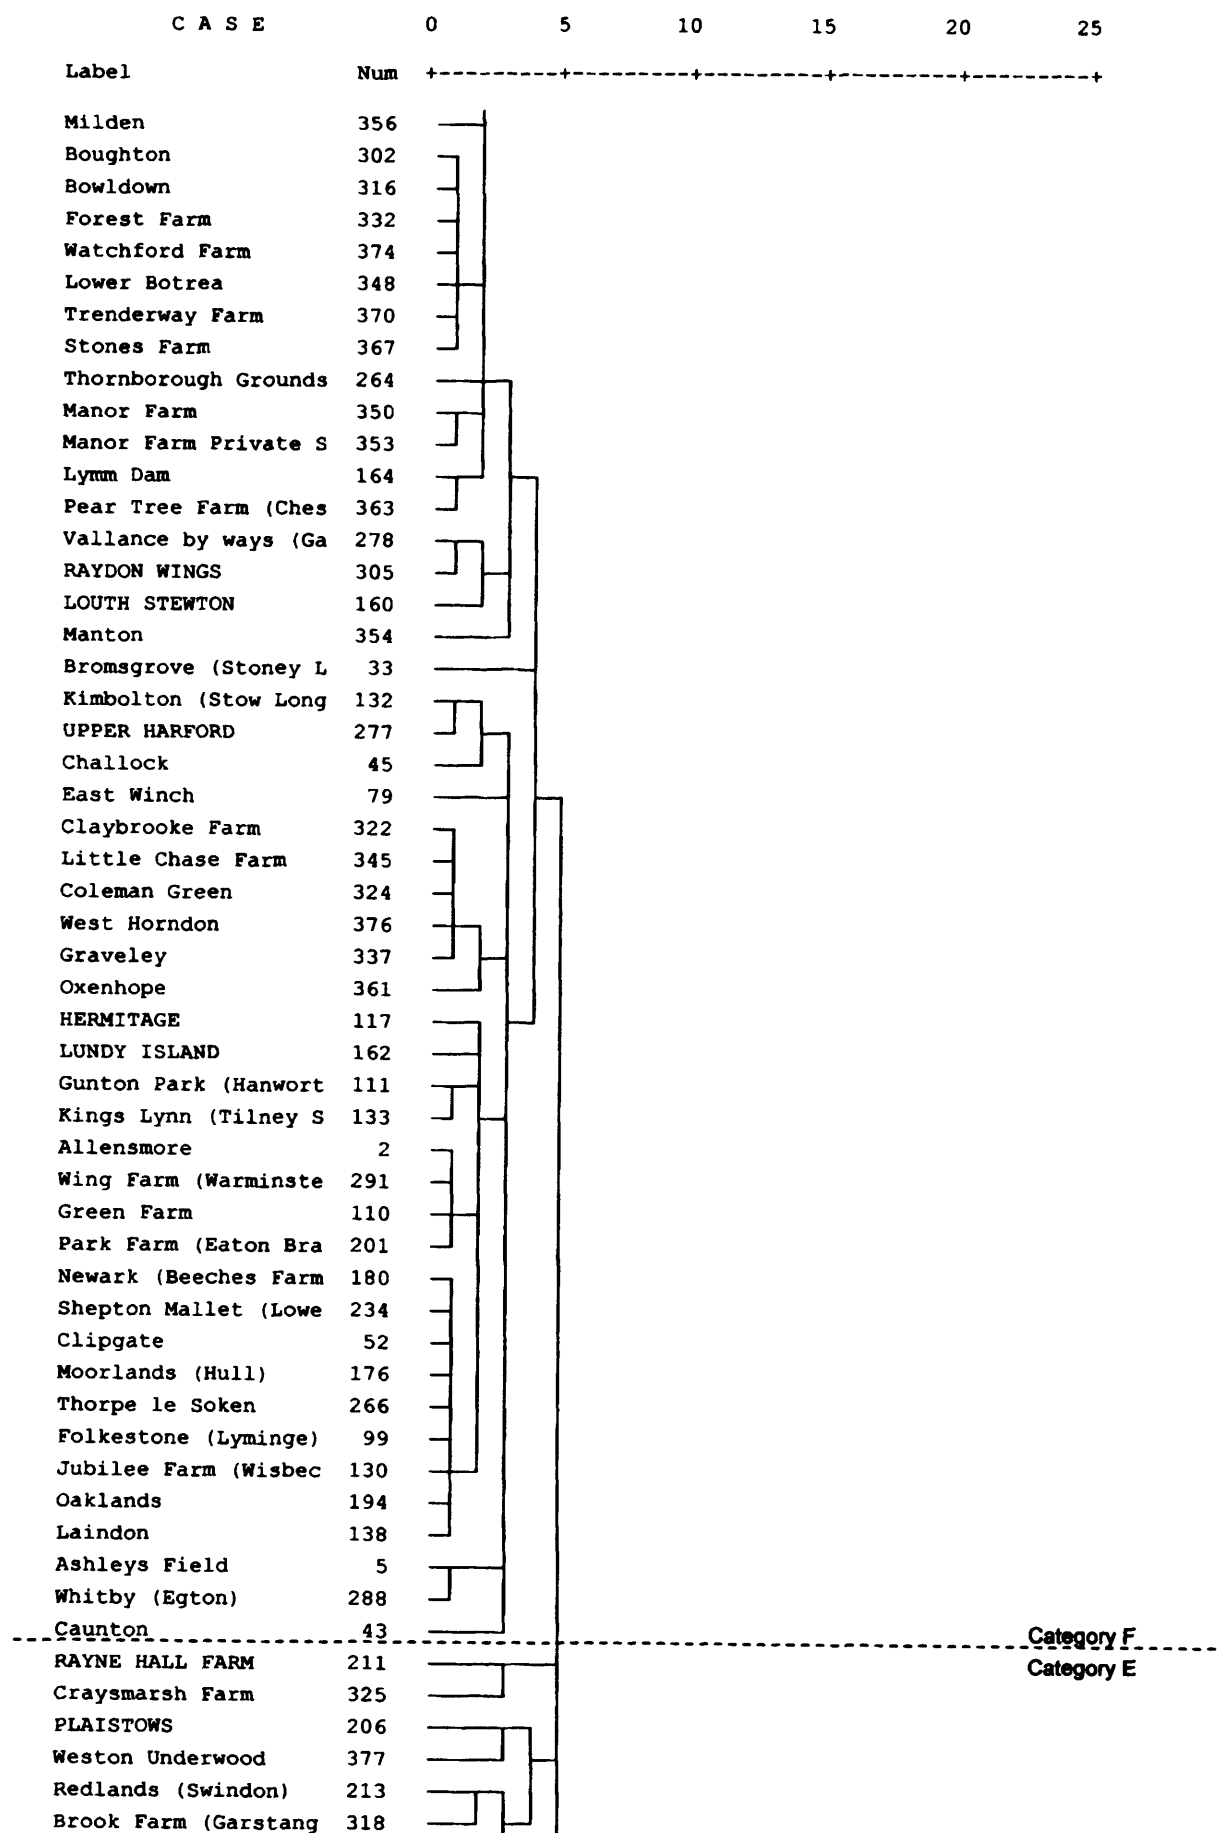 C A S E 0 5 10 15 20 25
Label Num +---------+---------+---------+---------+---------+
Milden 356
Boughton 302
Bowldown 316
Forest Farm 332
Watchford Farm 374
Lower Botrea 348
Trenderway Farm 370
Stones Farm 367
Thornborough Grounds 264
Manor Farm 350
Manor Farm Private S 353
Lymm Dam 164
Pear Tree Farm (Ches 363
Vallance by ways (Ga 278
RAYDON WINGS 305
LOUTH STEWTON 160
Manton 354
Bromsgrove (Stoney L 33
Kimbolton (Stow Long 132
UPPER HARFORD 277
Challock 45
East Winch 79
Claybrooke Farm 322
Little Chase Farm 345
Coleman Green 324
West Horndon 376
Graveley 337
Oxenhope 361
HERMITAGE 117
LUNDY ISLAND 162
Gunton Park (Hanwort 111
Kings Lynn (Tilney S 133
Allensmore 2
Wing Farm (Warminste 291
Green Farm 110
Park Farm (Eaton Bra 201
Newark (Beeches Farm 180
Shepton Mallet (Lowe 234
Clipgate 52
Moorlands (Hull) 176
Thorpe le Soken 266
Folkestone (Lyminge) 99
Jubilee Farm (Wisbec 130
Oaklands 194
Laindon 138
Ashleys Field 5
Whitby (Egton) 288
Caunton 43 Category F
RAYNE HALL FARM 211 Category E
Craysmarsh Farm 325
PLAISTOWS 206
Weston Underwood 377
Redlands (Swindon) 213
Brook Farm (Garstang 318